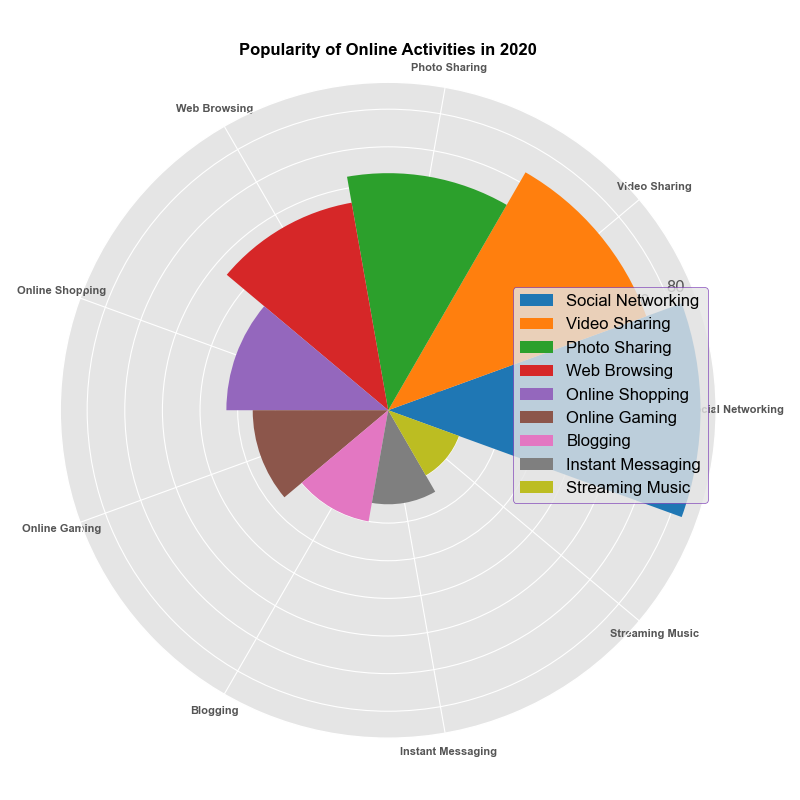 Popularity of Online Activities in 2020
Photo Sharing
Web Browsing
Video Sharing
Online Shopping
80
Social Networking
Video Sharing
Photo Sharing
Web Browsing
Online Shopping
Online Gaming
Blogging
Instant Messaging
Streaming Music
cial Networking
Online Gaming
Streaming Music
Blogging
Instant Messaging